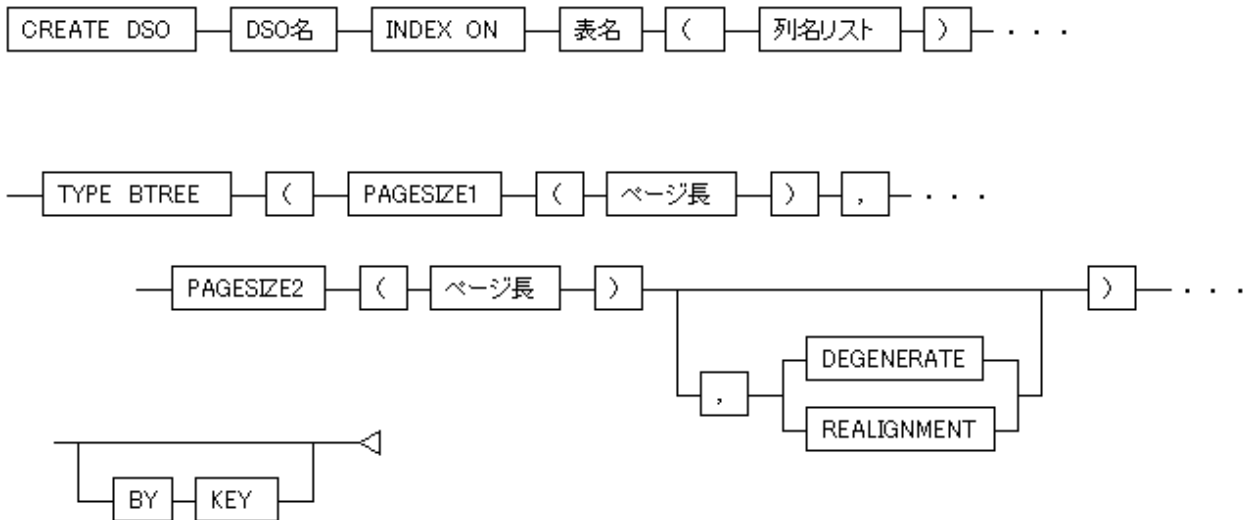 CREATE DSO DSO名 INDEX ON 表名 ( 列名リスト ) ・・・
TYPE BTREE ( PAGESIZE1 ( ページ長 ) , ・・・
PAGESIZE2 ( ページ長 ) ) ・・・
, DEGENERATE
REALIGNMENT
BY KEY